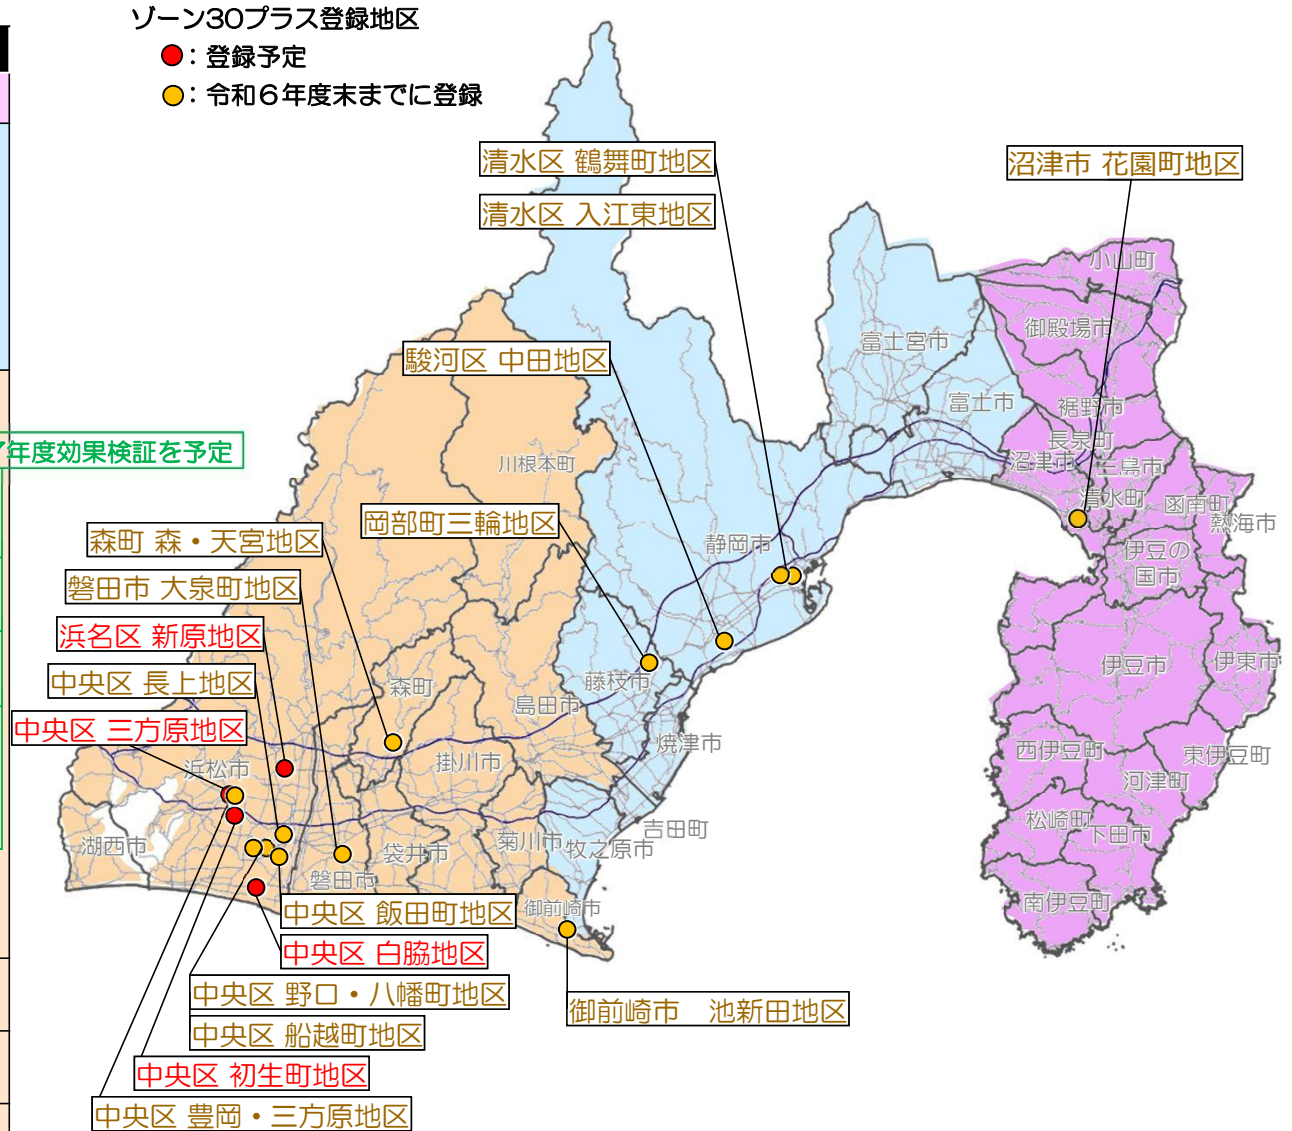 ゾーン30プラス登録地区
●：登録予定
●：令和６年度末までに登録
清水区 鶴舞町地区
清水区 入江東地区
沼津市 花園町地区
小山町
御殿場市
富士宮市
駿河区 中田地区
富士市
裾野市
長泉町
7年度効果検証を予定
川根本町
沼津市
三島市
清水町
函南町
熱海市
岡部町三輪地区
森町 森・天宮地区
静岡市
伊豆の
国市
磐田市 大泉町地区
浜名区 新原地区
中央区 長上地区
伊豆市
伊東市
森町
藤枝市
島田市
中央区 三方原地区
焼津市
西伊豆町
東伊豆町
浜松市
掛川市
河津町
松崎町
下田市
吉田町
湖西市
袋井市
菊川市
牧之原市
磐田市
南伊豆町
御前崎市
中央区 飯田町地区
中央区 白脇地区
中央区 野口・八幡町地区
御前崎市　池新田地区
中央区 船越町地区
中央区 初生町地区
中央区 豊岡・三方原地区